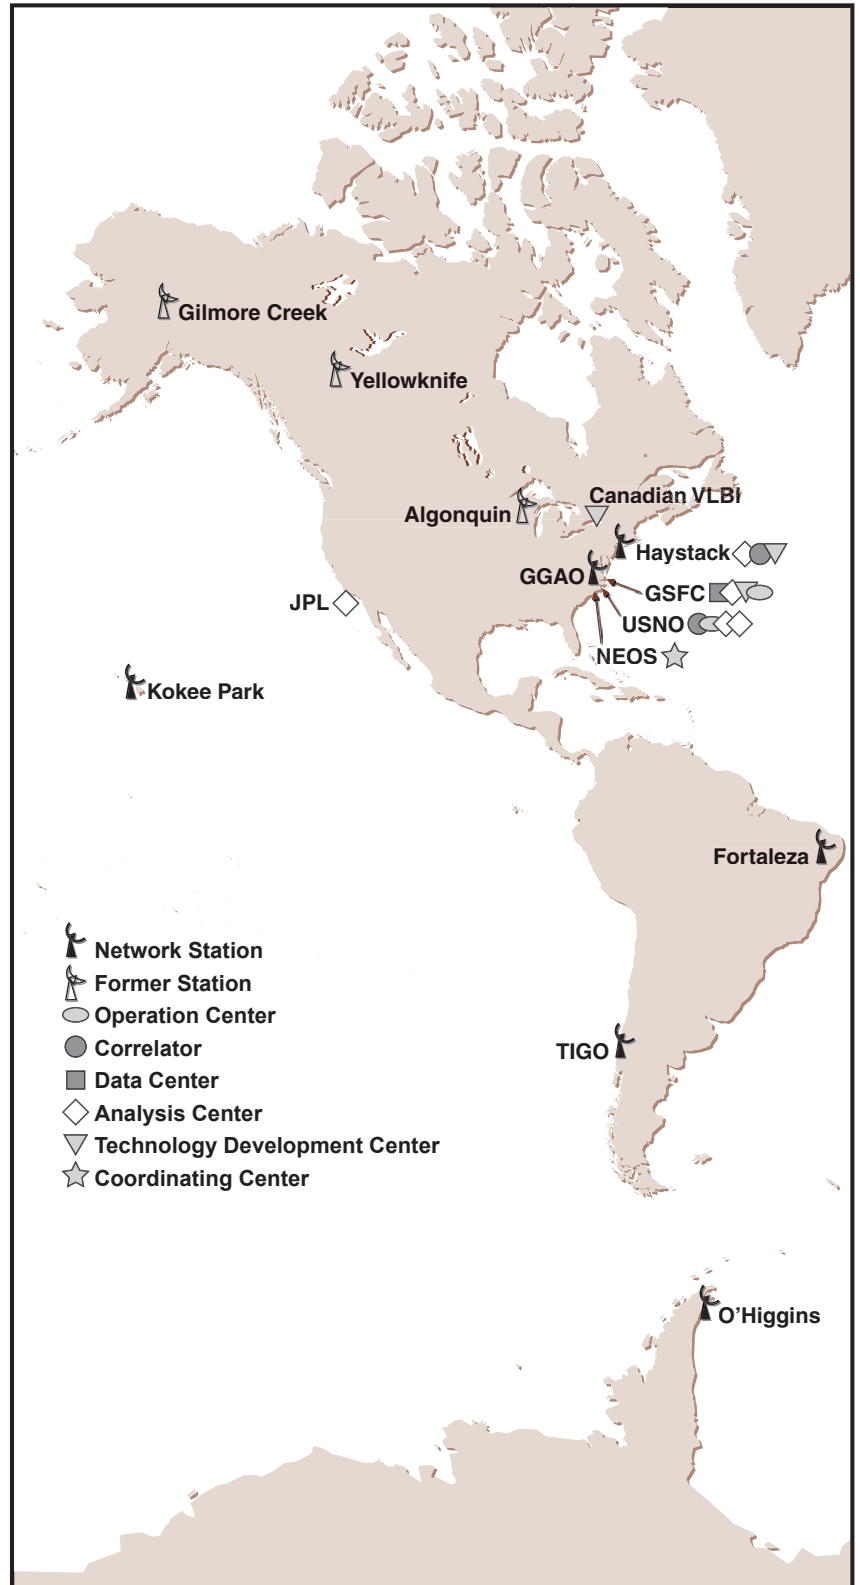 Gilmore Creek
Yellowknife
Canadian VLBI
Algonquin
Haystack
GGAO
GSFC
JPL
USNO
NEOS
Kokee Park
Fortaleza
Network Station
Former Station
Operation Center
Correlator
TIGO
Data Center
Analysis Center
Technology Development Center
Coordinating Center
O’Higgins